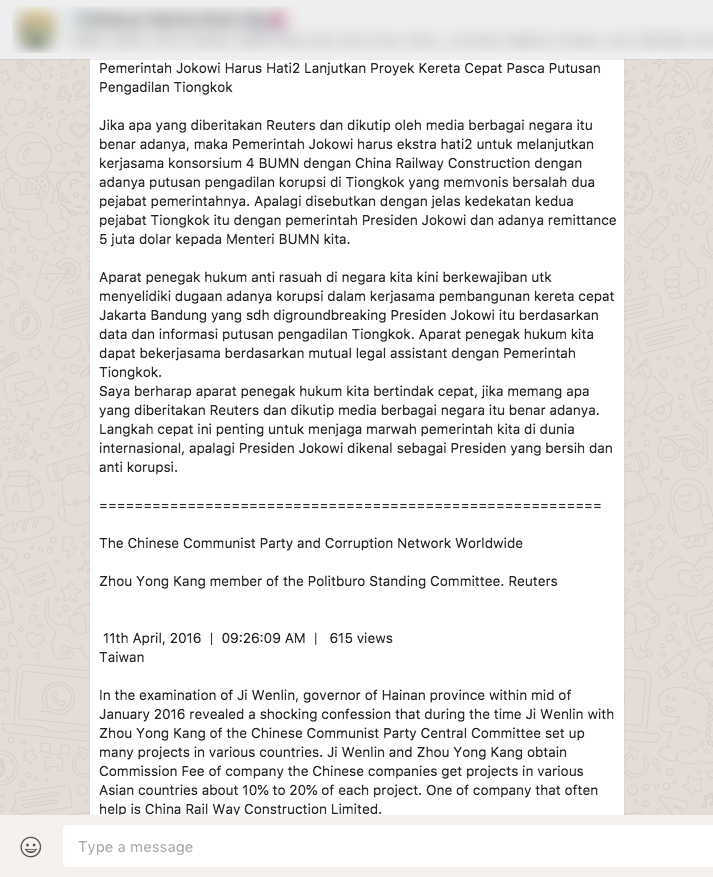 Pemerintah Jokowi Harus Hati2 Lanjutkan Proyek Kereta Cepat Pasca Putusan
Pengadilan Tiongkok
Jika apa yang diberitakan Reuters dan dikutip oleh media berbagai negara itu
benar adanya, maka Pemerintah Jokowi harus ekstra hati2 untuk melanjutkan
kerjasama konsorsium 4 BUMN dengan China Railway Construction dengan
adanya putusan pengadilan korupsi di Tiongkok yang memvonis bersalah dua
pejabat pemerintahnya. Apalagi disebutkan dengan jelas kedekatan kedua
pejabat Tiongkok itu dengan pemerintah Presiden Jokowi dan adanya remittance
5 juta dolar kepada Menteri BUMN kita.
Aparat penegak hukum anti rasuah di negara kita kini berkewajiban utk
menyelidiki dugaan adanya korupsi dalam kerjasama pembangunan kereta cepat
Jakarta Bandung yang sdh digroundbreaking Presiden Jokowi itu berdasarkan
data dan informasi putusan pengadilan Tiongkok. Aparat penegak hukum kita
dapat bekerjasama berdasarkan mutual legal assistant dengan Pemerintah
Tiongkok.
Saya berharap aparat penegak hukum kita bertindak cepat, jika memang apa
yang diberitakan Reuters dan dikutip media berbagai negara itu benar adanya.
Langkah cepat ini penting untuk menjaga marwah pemerintah kita di dunia
internasional, apalagi Presiden Jokowi dikenal sebagai Presiden yang bersih dan
anti korupsi.
=========================================================
The Chinese Communist Party and Corruption Network Worldwide
Zhou Yong Kang member of the Politburo Standing Committee. Reuters
11th April, 2016 | 09:26:09 AM | 615 views
Taiwan
In the examination of Ji Wenlin, governor of Hainan province within mid of
January 2016 revealed a shocking confession that during the time Ji Wenlin with
Zhou Yong Kang of the Chinese Communist Party Central Committee set up
many projects in various countries. Ji Wenlin and Zhou Yong Kang obtain
Commission Fee of company the Chinese companies get projects in various
Asian countries about 10% to 20% of each project. One of company that often
help is China Rail Way Construction Limited.
Type a message